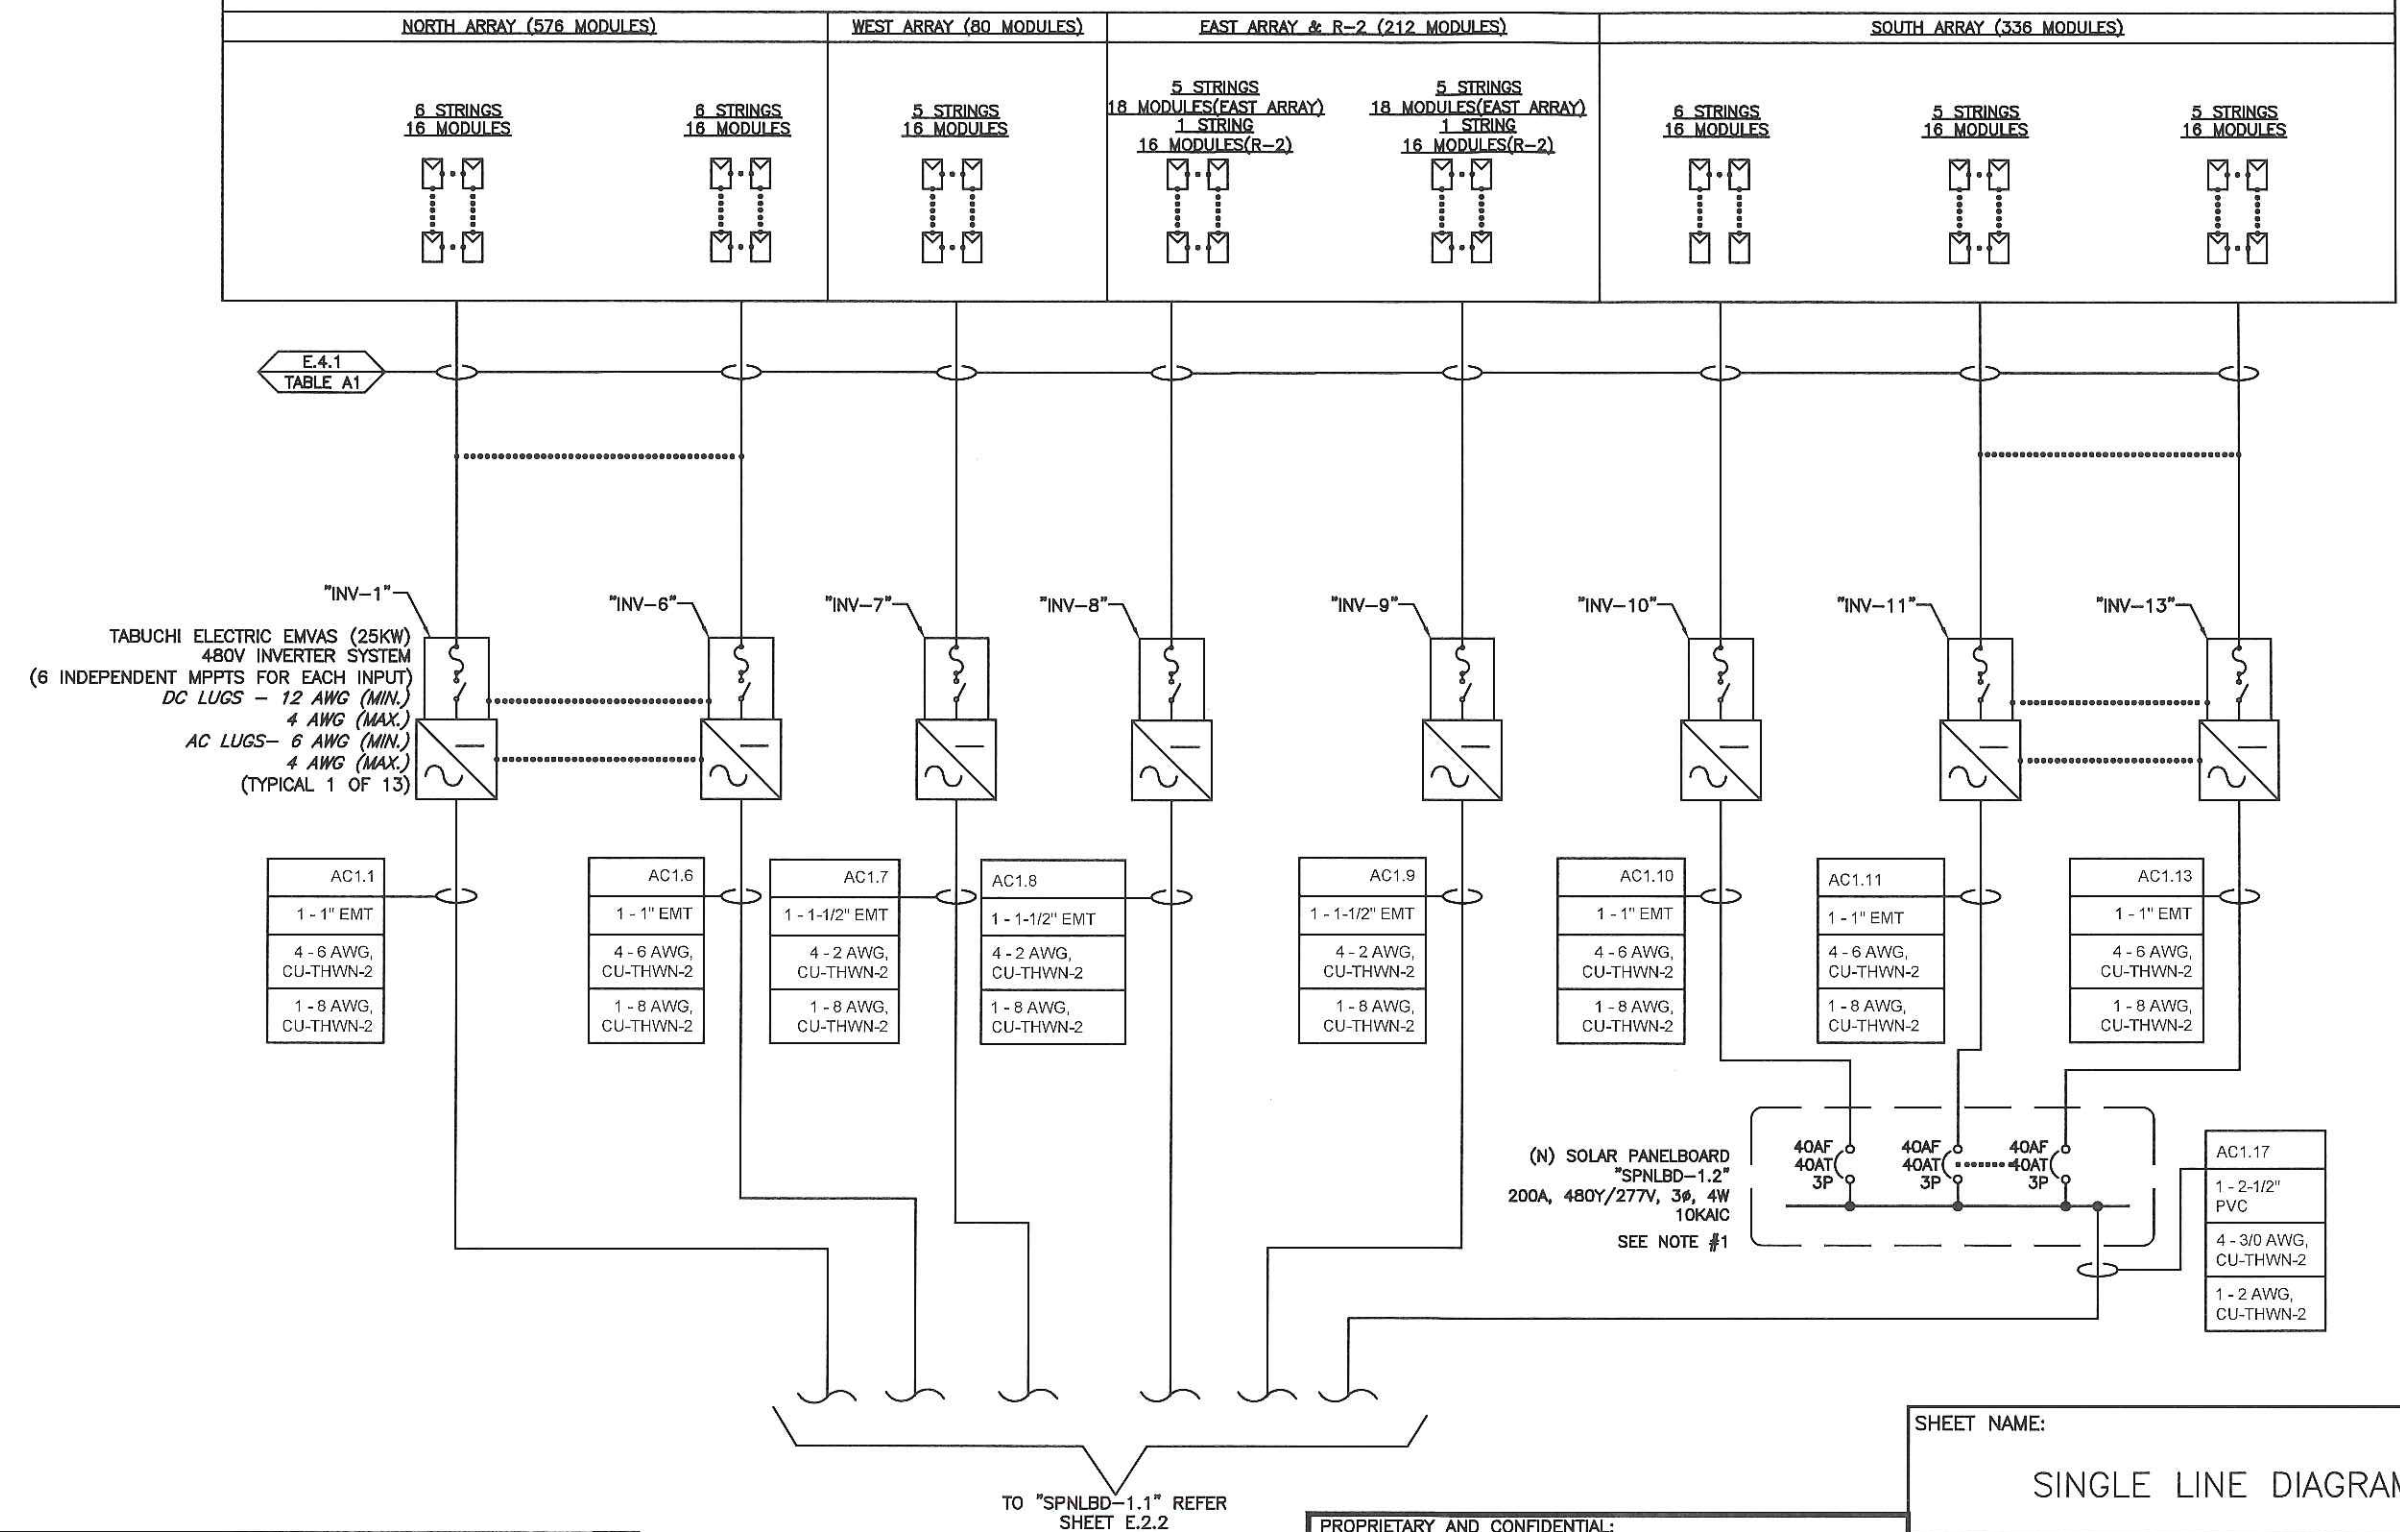 NORTH ARRAY (576 MODULES)
WEST ARRAY (80 MODULES)
EAST ARRAY & R-2 (212 MODULES)
SOUTH ARRAY (336 MODULES)
6 STRINGS
16 MODULES
6 STRINGS
16 MODULES
5 STRINGS
16 MODULES
5 STRINGS
18 MODULES(EAST ARRAY)
1 STRING
16 MODULES(R-2)
5 STRINGS
18 MODULES(EAST ARRAY)
1 STRING
16 MODULES(R-2)
6 STRINGS
16 MODULES
5 STRINGS
16 MODULES
5 STRINGS
16 MODULES
E.4.1
TABLE A1
"INV-1"
"INV-6"
"INV-7"
"INV-8"
"INV-9"
"INV-10"
"INV-11"
"INV-13"
TABUCHI ELECTRIC EMVAS (25KW)
480V INVERTER SYSTEM
(6 INDEPENDENT MPPTS FOR EACH INPUT)
DC LUGS - 12 AWG (MIN.)
4 AWG (MAX.)
AC LUGS- 6 AWG (MIN.)
4 AWG (MAX.)
(TYPICAL 1 OF 13)
AC1.1
1 - 1" EMT
4 - 6 AWG,
CU-THWN-2
1 - 8 AWG,
CU-THWN-2
AC1.6
1 - 1" EMT
4 - 6 AWG,
CU-THWN-2
1 - 8 AWG,
CU-THWN-2
AC1.7
1 - 1-1/2" EMT
4 - 2 AWG,
CU-THWN-2
1 - 8 AWG,
CU-THWN-2
AC1.8
1 - 1-1/2" EMT
4 - 2 AWG,
CU-THWN-2
1 - 8 AWG,
CU-THWN-2
AC1.9
1 - 1-1/2" EMT
4 - 2 AWG,
CU-THWN-2
1 - 8 AWG,
CU-THWN-2
AC1.10
1 - 1" EMT
4 - 6 AWG,
CU-THWN-2
1 - 8 AWG,
CU-THWN-2
AC1.11
1 - 1" EMT
4 - 6 AWG,
CU-THWN-2
1 - 8 AWG,
CU-THWN-2
AC1.13
1 - 1" EMT
4 - 6 AWG,
CU-THWN-2
1 - 8 AWG,
CU-THWN-2
(N) SOLAR PANELBOARD
"SPNLBD-1.2"
200A, 480Y/277V, 3ø, 4W
10KAIC
SEE NOTE #1
40AF
40AT
3P
40AF
40AT
3P
40AF
40AT
3P
AC1.17
1 - 2-1/2"
PVC
4 - 3/0 AWG,
CU-THWN-2
1 - 2 AWG,
CU-THWN-2
TO "SPNLBD-1.1" REFER
SHEET E.2.2
SHEET NAME:
SINGLE LINE DIAGRAM
PROPRIETARY AND CONFIDENTIAL: